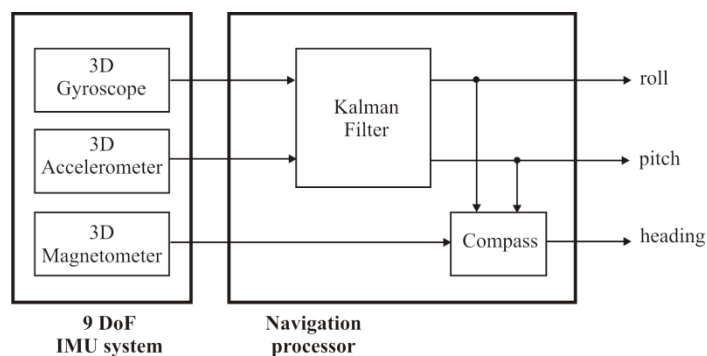 3D
Gyroscope
3D
Accelerometer
3D
Magnetometer
Kalman
Filter
Compass
roll
pitch
heading
9 DoF
IMU system
Navigation
processor